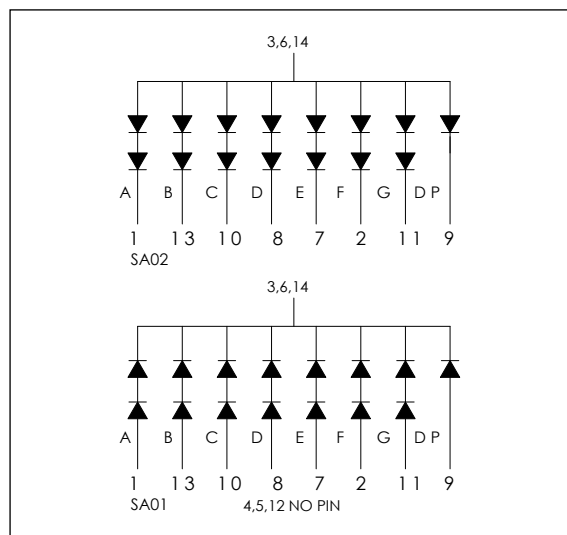 3,6,14
A B C D E F G DP
1 13 10 8 7 2 11 9
SA02
3,6,14
A B C D E F G DP
1 13 10 8 7 2 11 9
SA01 4,5,12 NO PIN